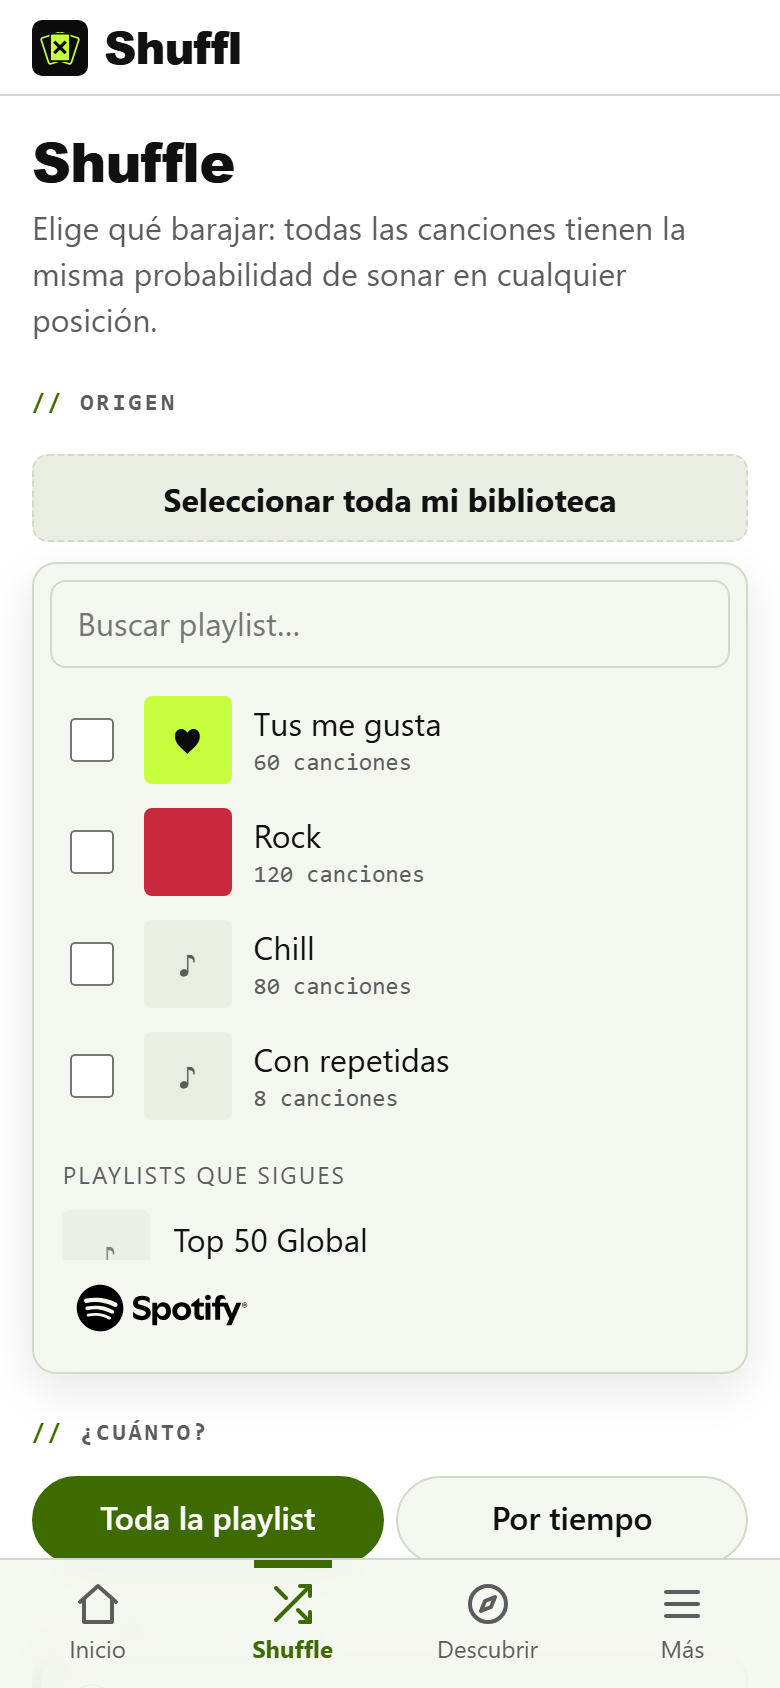 Shuffl
Shuffle
Elige qué barajar: todas las canciones tienen la
misma probabilidad de sonar en cualquier
posición.
// ORIGEN
Seleccionar toda mi biblioteca
Buscar playlist...
Tus me gusta
60 canciones
Rock
120 canciones
Chill
80 canciones
Con repetidas
8 canciones
PLAYLISTS QUE SIGUES
Top 50 Global
Spotify®
// ¿CUÁNTO?
Toda la playlist
Por tiempo
Inicio
Shuffle
Descubrir
Más